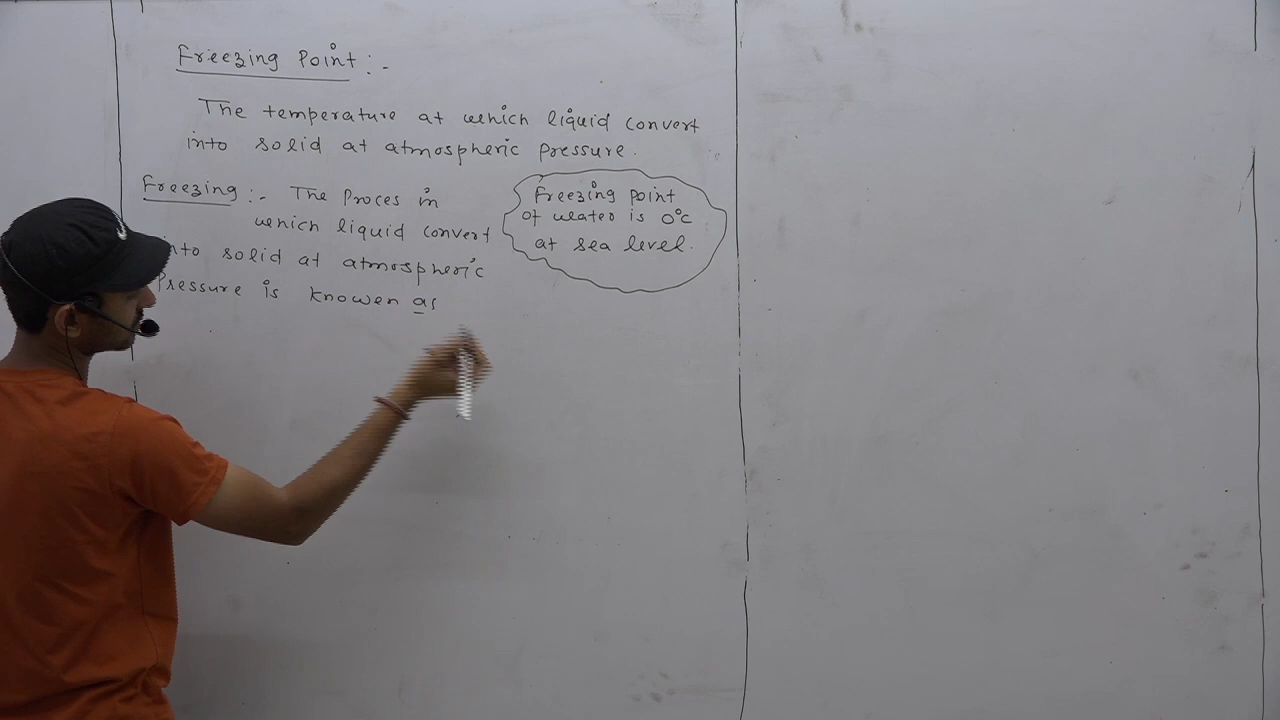 Freezing Point :-
The temperature at which liquid convert
into solid at atmospheric pressure.
Freezing :- The Proces in
which liquid convert
into solid at atmospheric
Pressure is knowen as
Freezing point
of water is 0°C
at sea level.